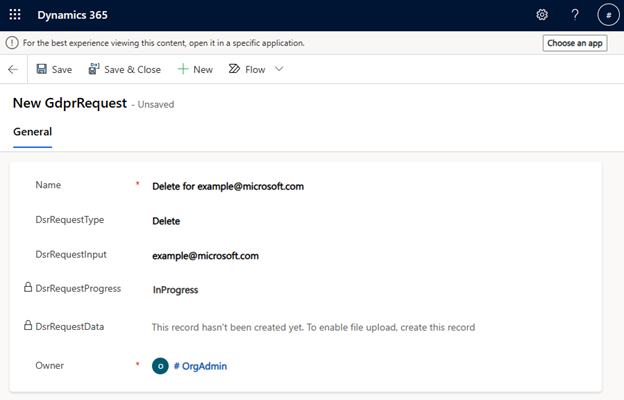 Dynamics 365
?
#
For the best experience viewing this content, open it in a specific application.
Choose an app
Save
Save & Close
New
Flow
New GdprRequest - Unsaved
General
Name * Delete for example@microsoft.com
DsrRequestType Delete
DsrRequestInput example@microsoft.com
DsrRequestProgress InProgress
DsrRequestData This record hasn't been created yet. To enable file upload, create this record
Owner * O # OrgAdmin